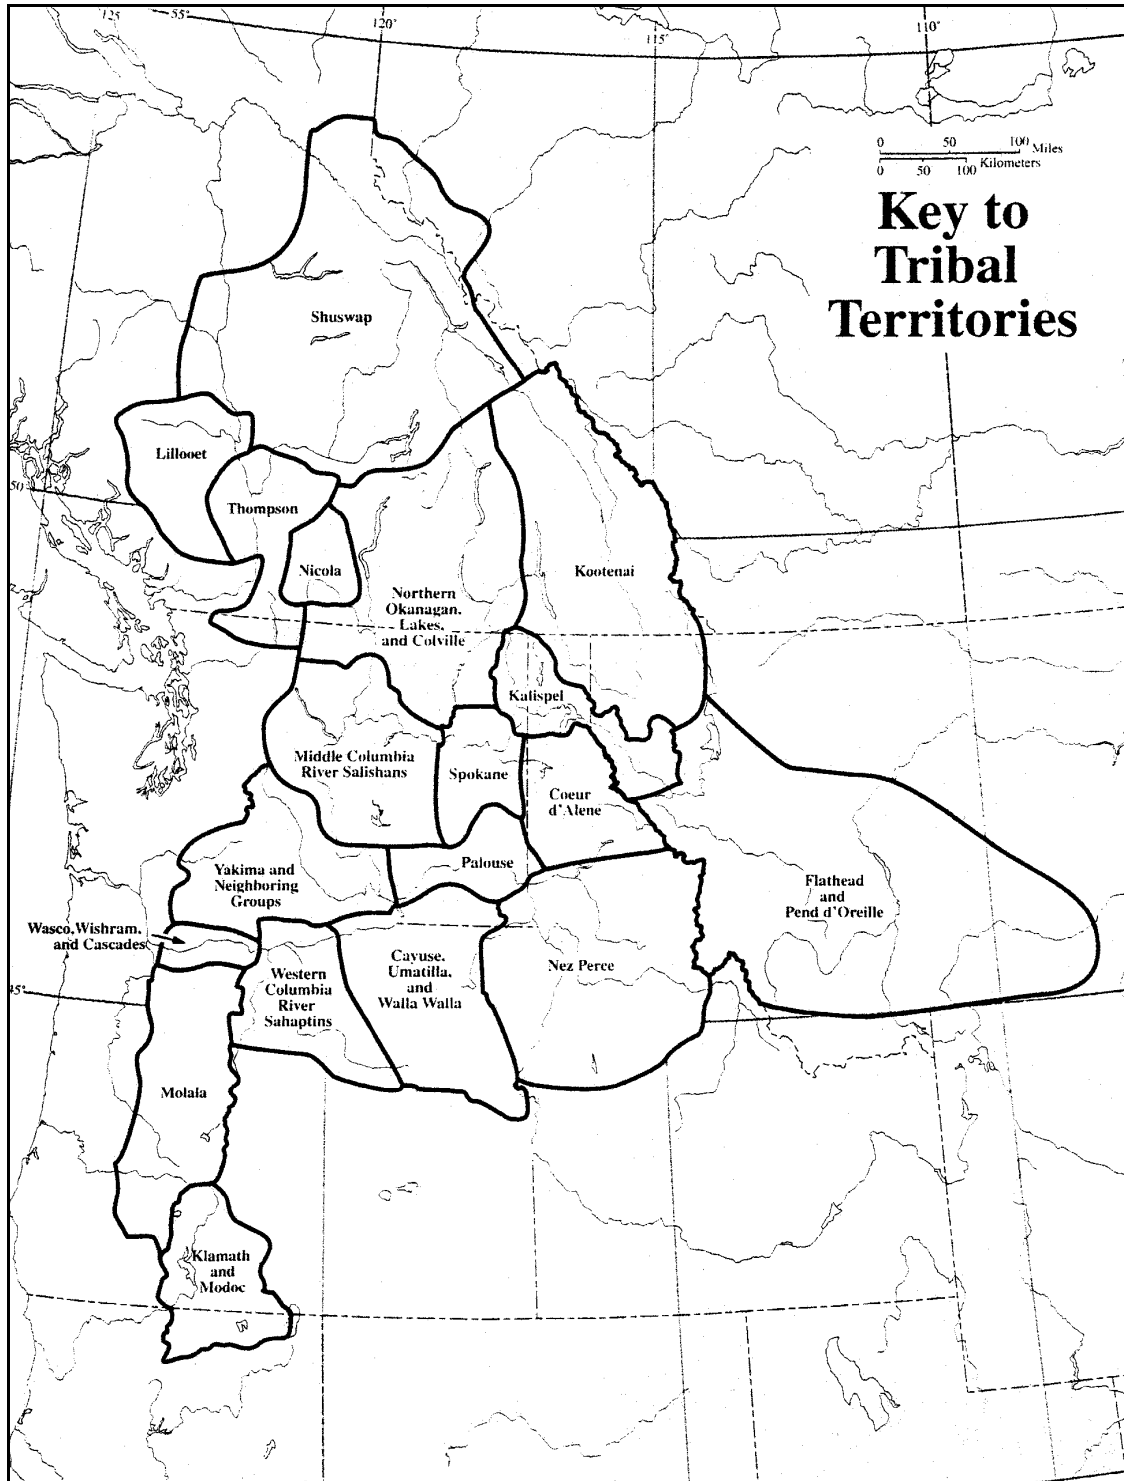 125
55°
120°
115°
110°
0 50 100 Miles
0 50 100 Kilometers
Key to
Tribal
Territories
Shuswap
Lillooet
50
Thompson
Nicola
Kootenai
Northern
Okanagan,
Lakes,
and Colville
Kalispel
Middle Columbia
River Salishans
Spokane
Coeur
d'Alene
Palouse
Yakima and
Neighboring
Groups
Flathead
and
Pend d'Oreille
Wasco, Wishram,
and Cascades
Western
Columbia
River
Sahaptins
Cayuse,
Umatilla,
and
Walla Walla
Nez Perce
45°
Molala
Klamath
and
Modoc